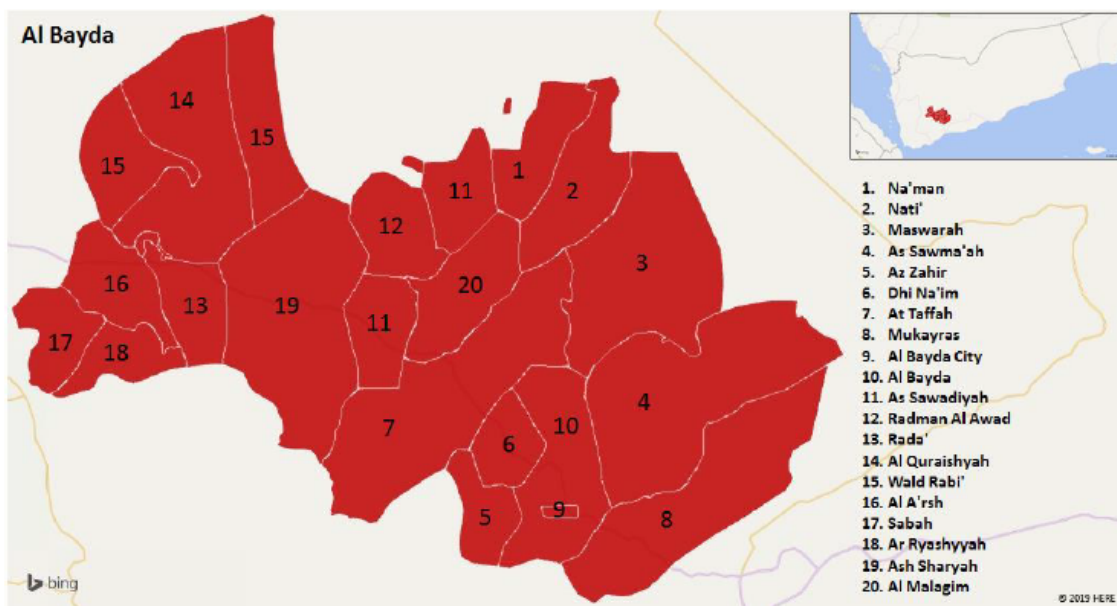 Al Bayda
14
15
15
1
11
2
12
3
20
16
19
13
11
17
18
4
7
10
6
5
9
8
1. Na'man
2. Nati'
3. Maswarah
4. As Sawma'ah
5. Az Zahir
6. Dhi Na'im
7. At Taffah
8. Mukayras
9. Al Bayda City
10. Al Bayda
11. As Sawadiyah
12. Radman Al Awad
13. Rada'
14. Al Quraishyah
15. Wald Rabi'
16. Al A'rsh
17. Sabah
18. Ar Ryashyyah
19. Ash Sharyah
20. Al Malagim
bing
© 2019 HERE